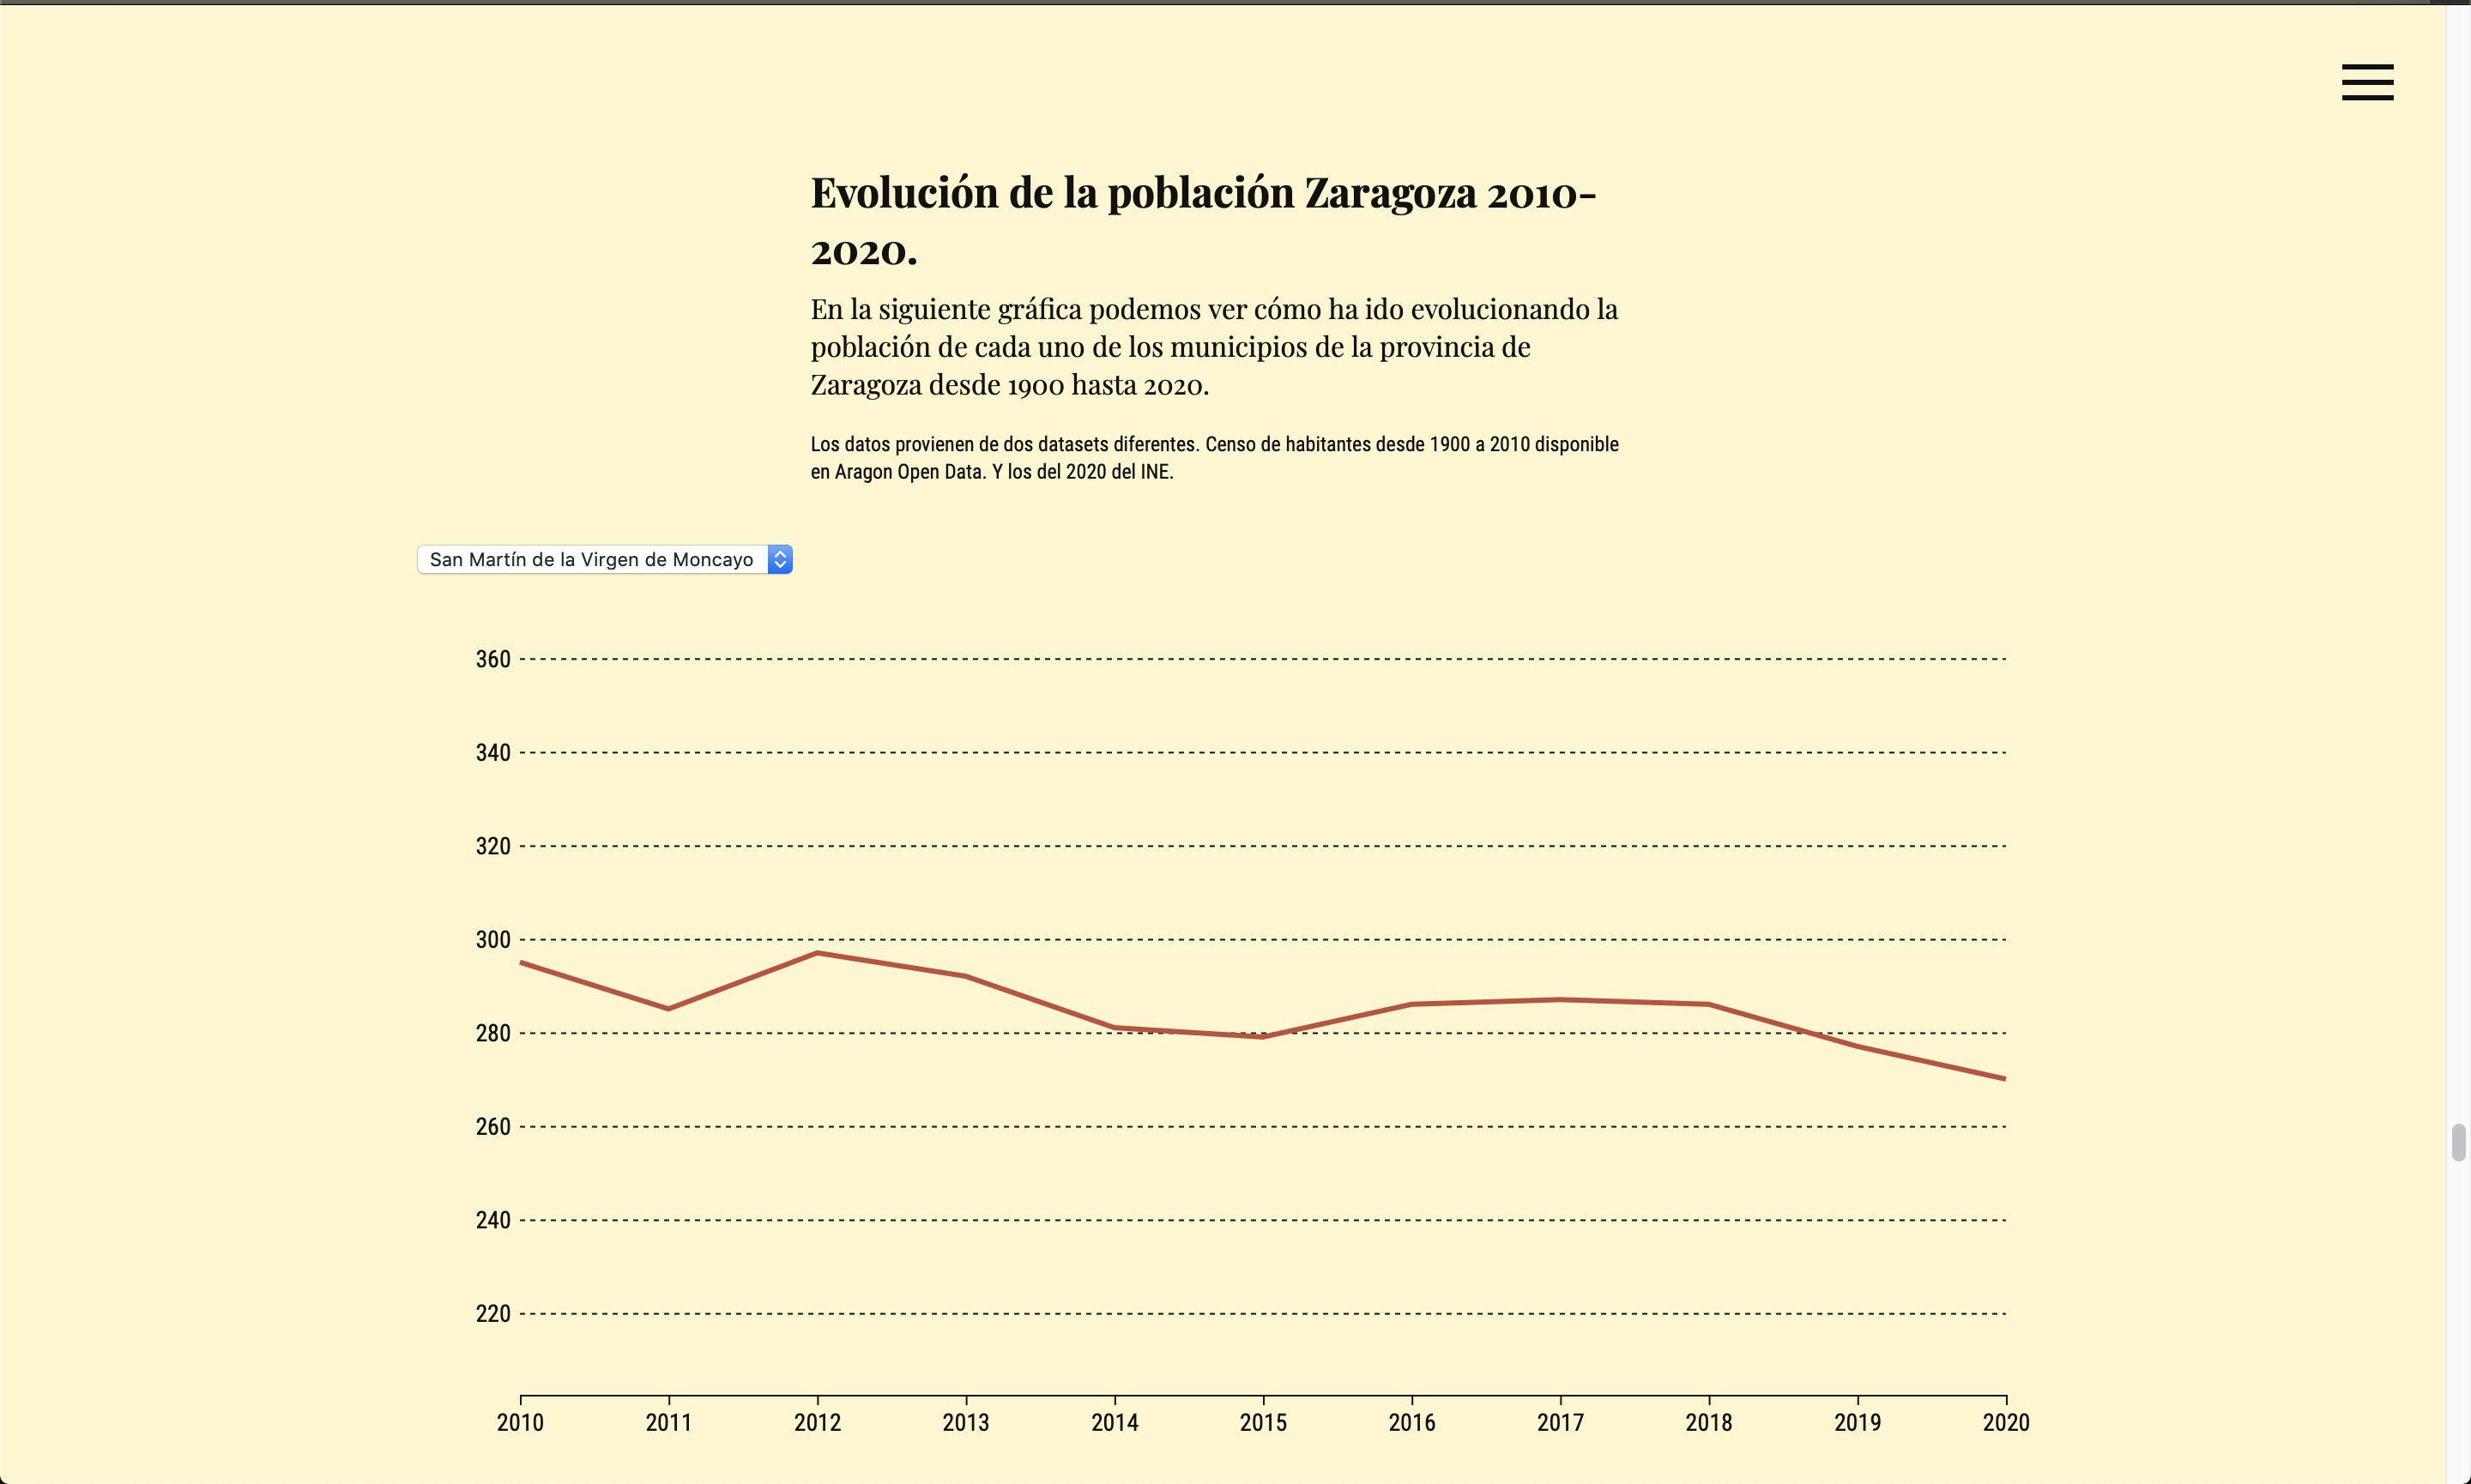 Evolución de la población Zaragoza 2010-
2020.
En la siguiente gráfica podemos ver cómo ha ido evolucionando la
población de cada uno de los municipios de la provincia de
Zaragoza desde 1900 hasta 2020.
Los datos provienen de dos datasets diferentes. Censo de habitantes desde 1900 a 2010 disponible
en Aragon Open Data. Y los del 2020 del INE.
San Martín de la Virgen de Moncayo
360
340
320
300
280
260
240
220
2010 2011 2012 2013 2014 2015 2016 2017 2018 2019 2020